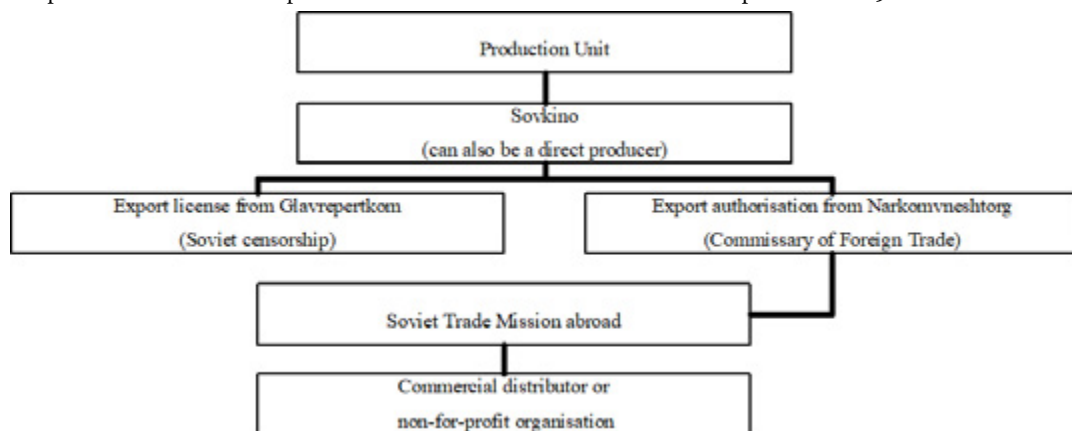 Production Unit
Sovkino
(can also be a direct producer)
Export license from Glavrepertkom
(Soviet censorship)
Export authorisation from Narkomvneshtorg
(Commissary of Foreign Trade)
Soviet Trade Mission abroad
Commercial distributor or
non-for-profit organisation